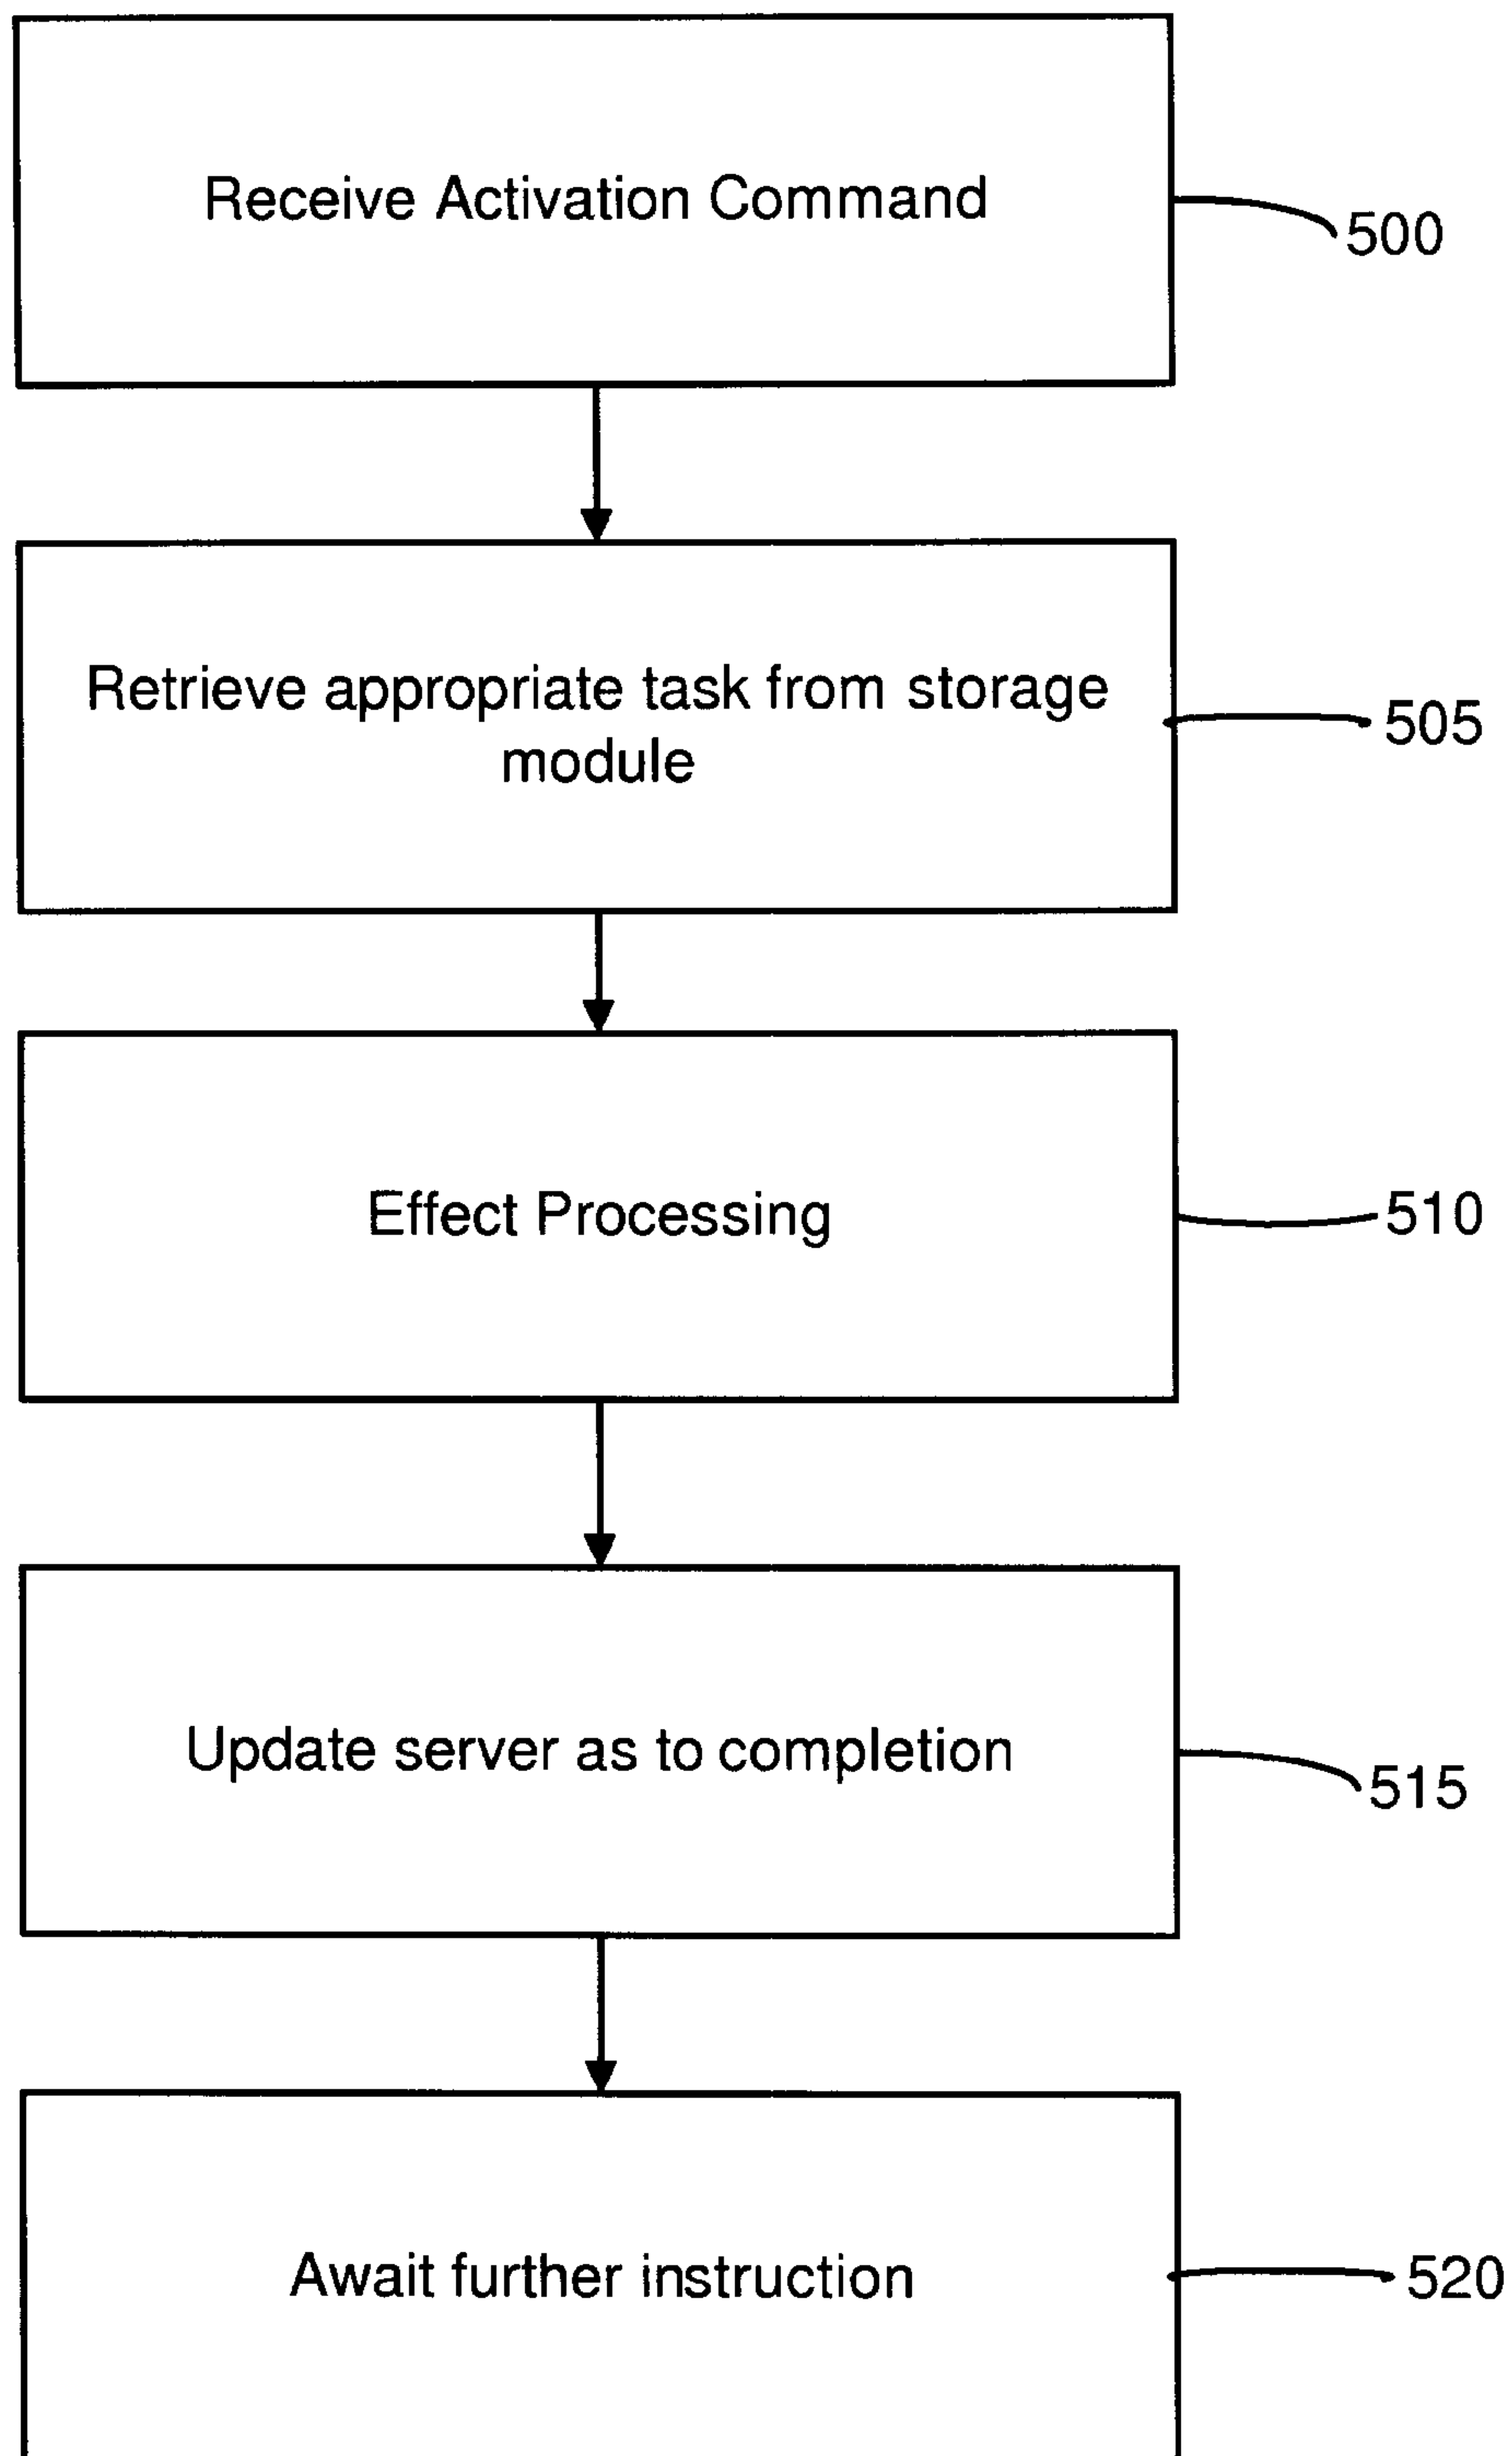 Receive Activation Command
500
Retrieve appropriate task from storage
module
505
Effect Processing
510
Update server as to completion
515
Await further instruction
520